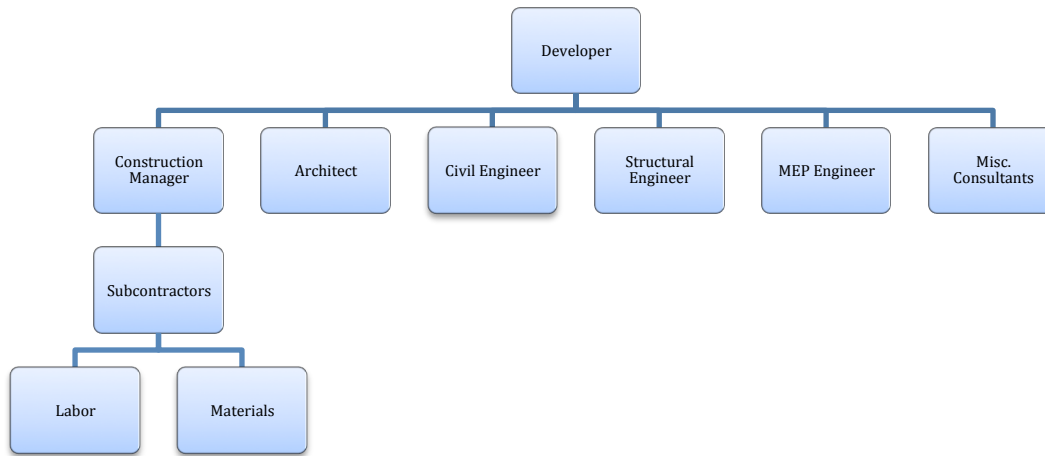 Developer
Construction
Manager
Architect
Civil Engineer
Structural
Engineer
MEP Engineer
Misc.
Consultants
Subcontractors
Labor
Materials